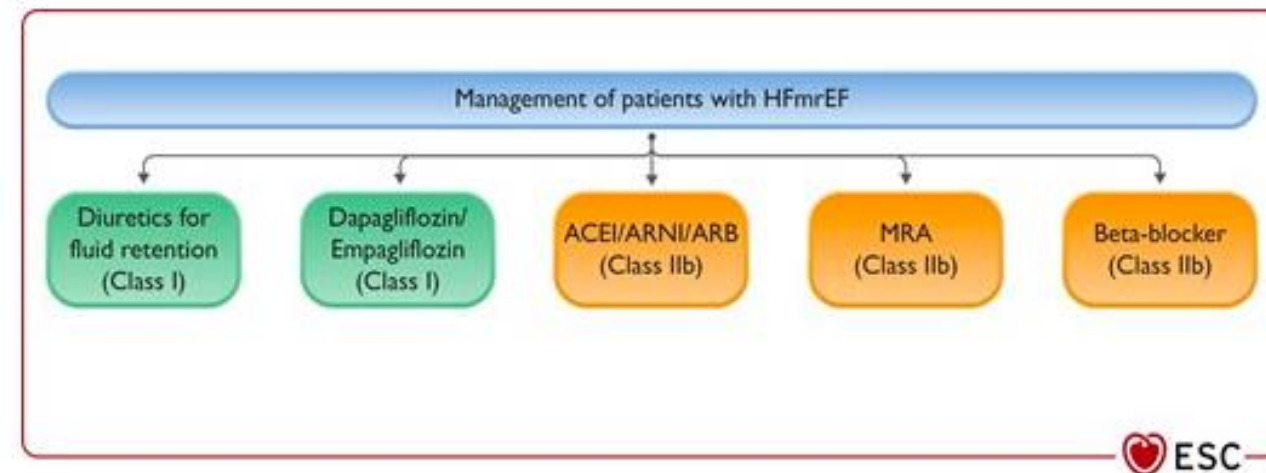 Management of patients with HFmrEF
Diuretics for
fluid retention
(Class I)
Dapagliflozin/
Empagliflozin
(Class I)
ACEI/ARNI/ARB
(Class IIb)
MRA
(Class IIb)
Beta-blocker
(Class IIb)
ESC